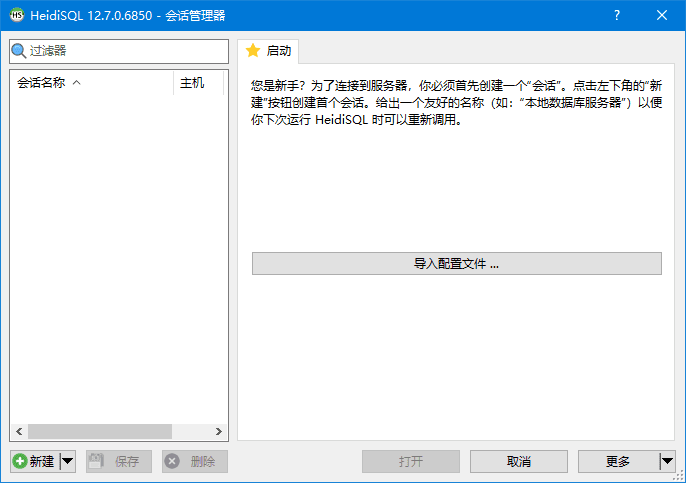 HeidiSQL 12.7.0.6850 - 会话管理器
过滤器
会话名称 主机
启动
您是新手？为了连接到服务器，你必须首先创建一个“会话”。点击左下角的“新
建”按钮创建首个会话。给出一个友好的名称（如：“本地数据库服务器”）以便
你下次运行 HeidiSQL 时可以重新调用。
导入配置文件 ...
新建 保存 删除 打开 取消 更多